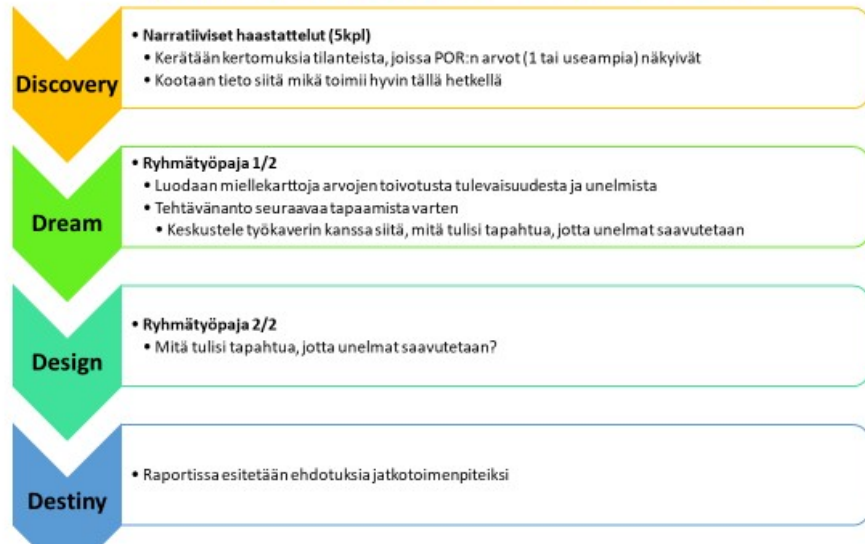 Discovery
• Narratiiviset haastattelut (5kpl)
• Kerätään kertomuksia tilanteista, joissa POR:n arvot (1 tai useampia) näkyivät
• Kootaan tieto siitä mikä toimii hyvin tällä hetkellä
Dream
• Ryhmätyöpaja 1/2
• Luodaan miellekarttoja arvojen toivotusta tulevaisuudesta ja unelmista
• Tehtävänanto seuraavaa tapaamista varten
• Keskustele työkaverin kanssa siitä, mitä tulisi tapahtua, jotta unelmat saavutetaan
Design
• Ryhmätyöpaja 2/2
• Mitä tulisi tapahtua, jotta unelmat saavutetaan?
Destiny
• Raportissa esitetään ehdotuksia jatkotoimenpiteiksi